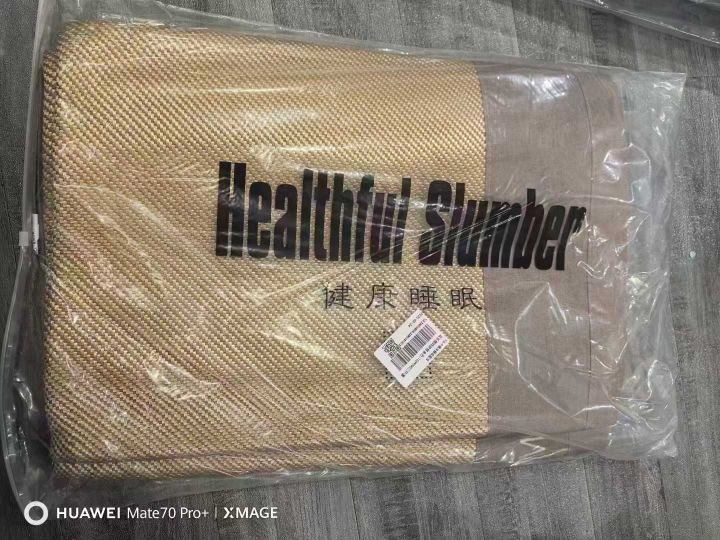 Healthful Slumber
健康睡眠
HUAWEI Mate70 Pro+ | XMAGE